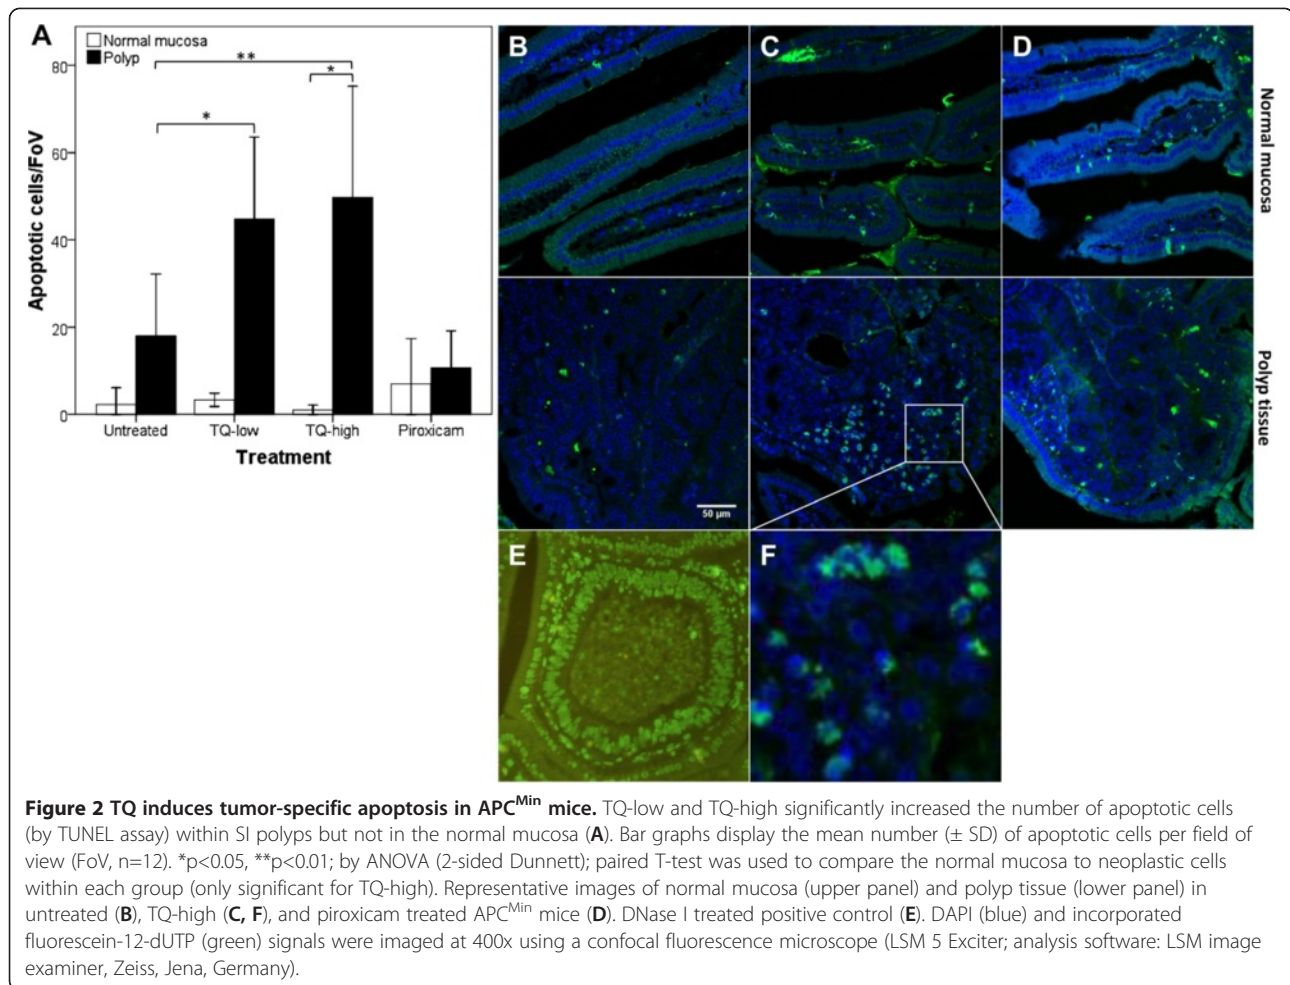 A
Normal mucosa
Polyp
**
*
*
80
60
40
20
0
Apoptotic cells/FoV
Untreated TQ-low TQ-high Piroxicam
Treatment
B C D
Normal mucosa
Polyp tissue
50 µm
E F
Figure 2 TQ induces tumor-specific apoptosis in APCMin mice. TQ-low and TQ-high significantly increased the number of apoptotic cells
(by TUNEL assay) within SI polyps but not in the normal mucosa (A). Bar graphs display the mean number (± SD) of apoptotic cells per field of
view (FoV, n=12). *p<0.05, **p<0.01; by ANOVA (2-sided Dunnett); paired T-test was used to compare the normal mucosa to neoplastic cells
within each group (only significant for TQ-high). Representative images of normal mucosa (upper panel) and polyp tissue (lower panel) in
untreated (B), TQ-high (C, F), and piroxicam treated APCMin mice (D). DNase I treated positive control (E). DAPI (blue) and incorporated
fluorescein-12-dUTP (green) signals were imaged at 400x using a confocal fluorescence microscope (LSM 5 Exciter; analysis software: LSM image
examiner, Zeiss, Jena, Germany).